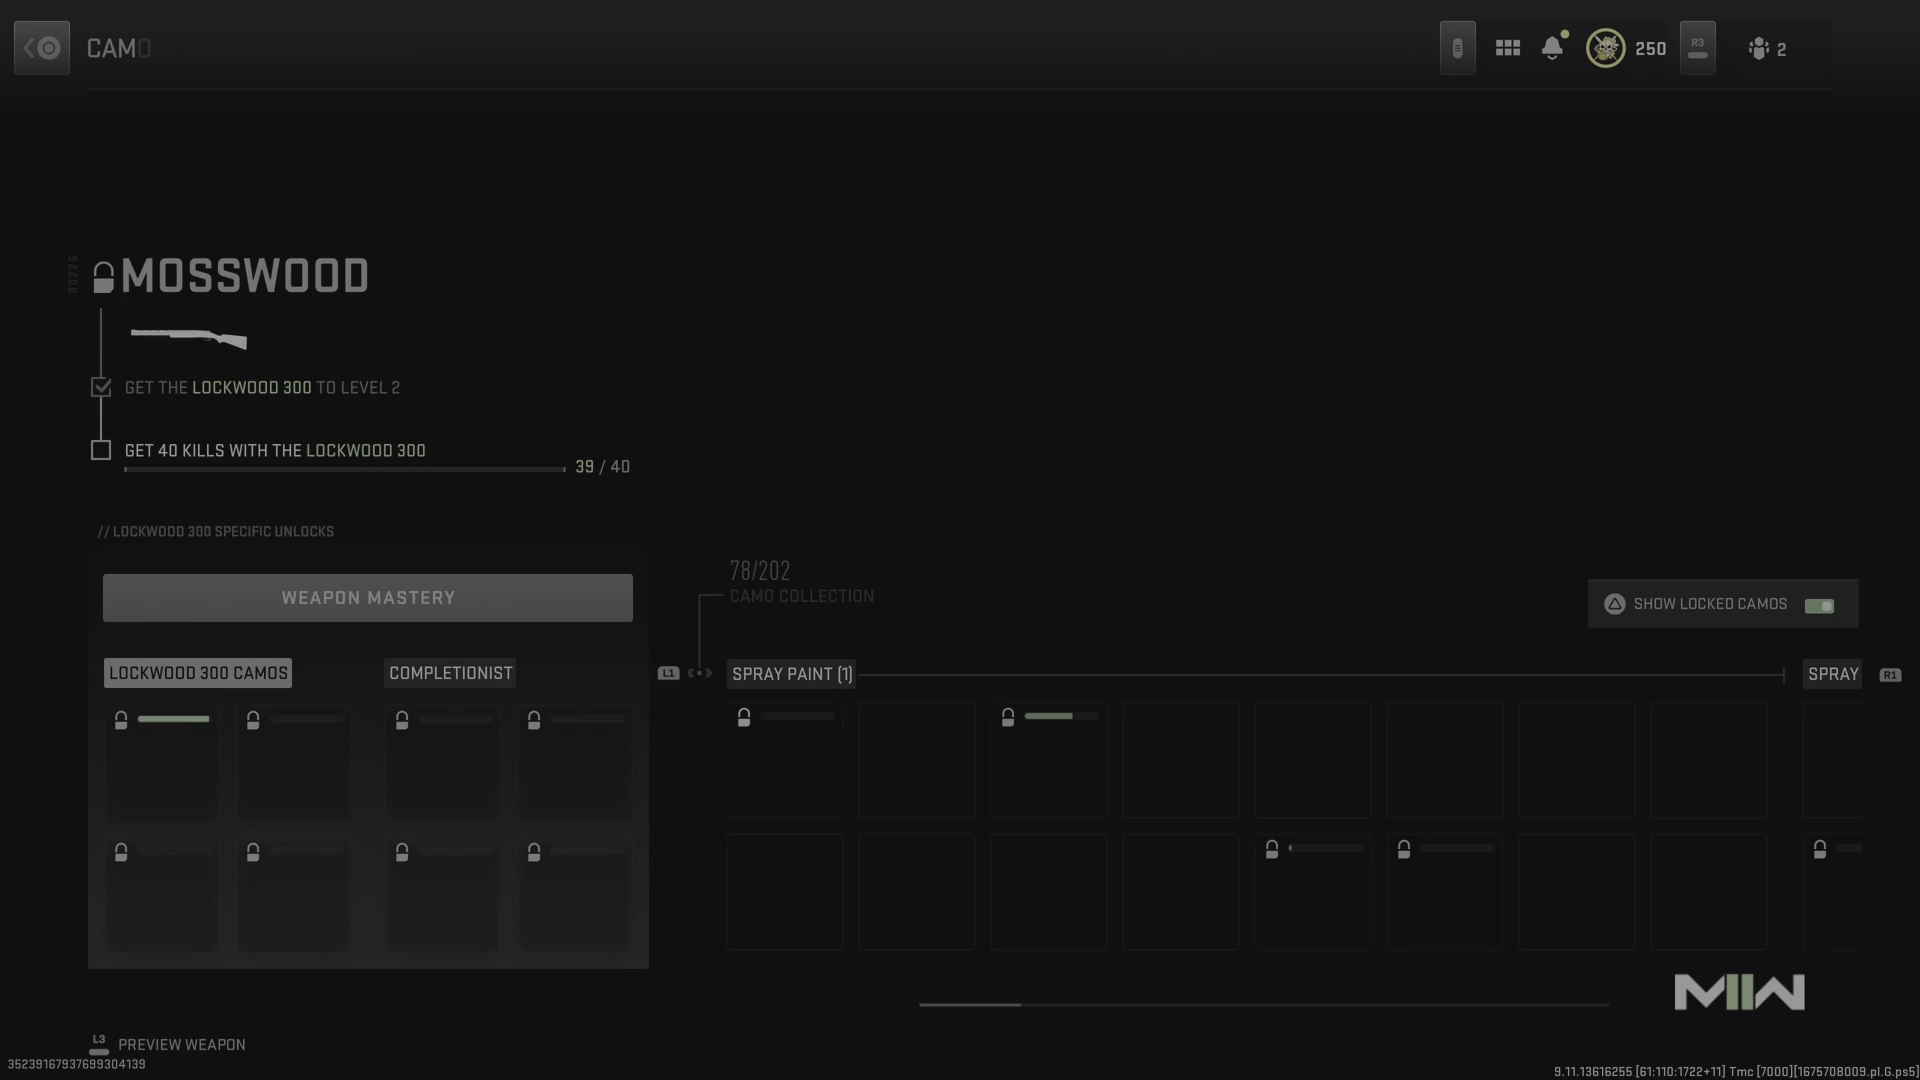 CAMO
250
R3
2
MOSSWOOD
GET THE LOCKWOOD 300 TO LEVEL 2
GET 40 KILLS WITH THE LOCKWOOD 300
39 / 40
// LOCKWOOD 300 SPECIFIC UNLOCKS
WEAPON MASTERY
78/202
CAMO COLLECTION
SHOW LOCKED CAMOS
LOCKWOOD 300 CAMOS
COMPLETIONIST
L1
SPRAY PAINT (1)
SPRAY
R1
MIIW
L3
PREVIEW WEAPON
35239167937699304139
9.11.13616255 [61:110:1722+11] Tmc [7000][1675708009.pl.G.ps5]